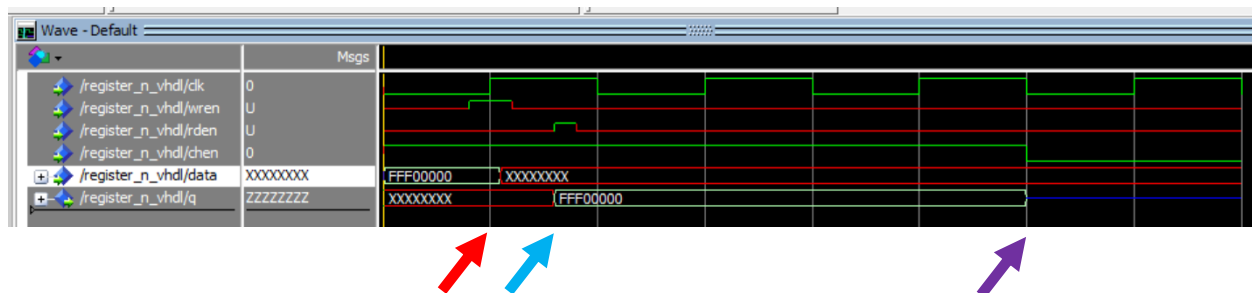 Wave - Default
Msgs
/register_n_vhdl/clk 0
/register_n_vhdl/wren U
/register_n_vhdl/rden U
/register_n_vhdl/chen 0
/register_n_vhdl/data XXXXXXXX FFF00000 XXXXXXXX
/register_n_vhdl/q ZZZZZZZZ XXXXXXXX FFF00000